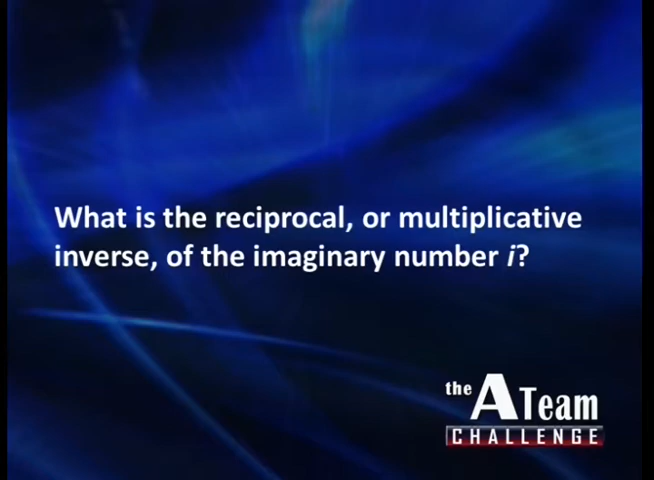 What is the reciprocal, or multiplicative
inverse, of the imaginary number i?
the A Team
CHALLENGE